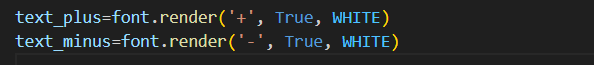 text_plus=font.render('+', True, WHITE)
text_minus=font.render('-', True, WHITE)